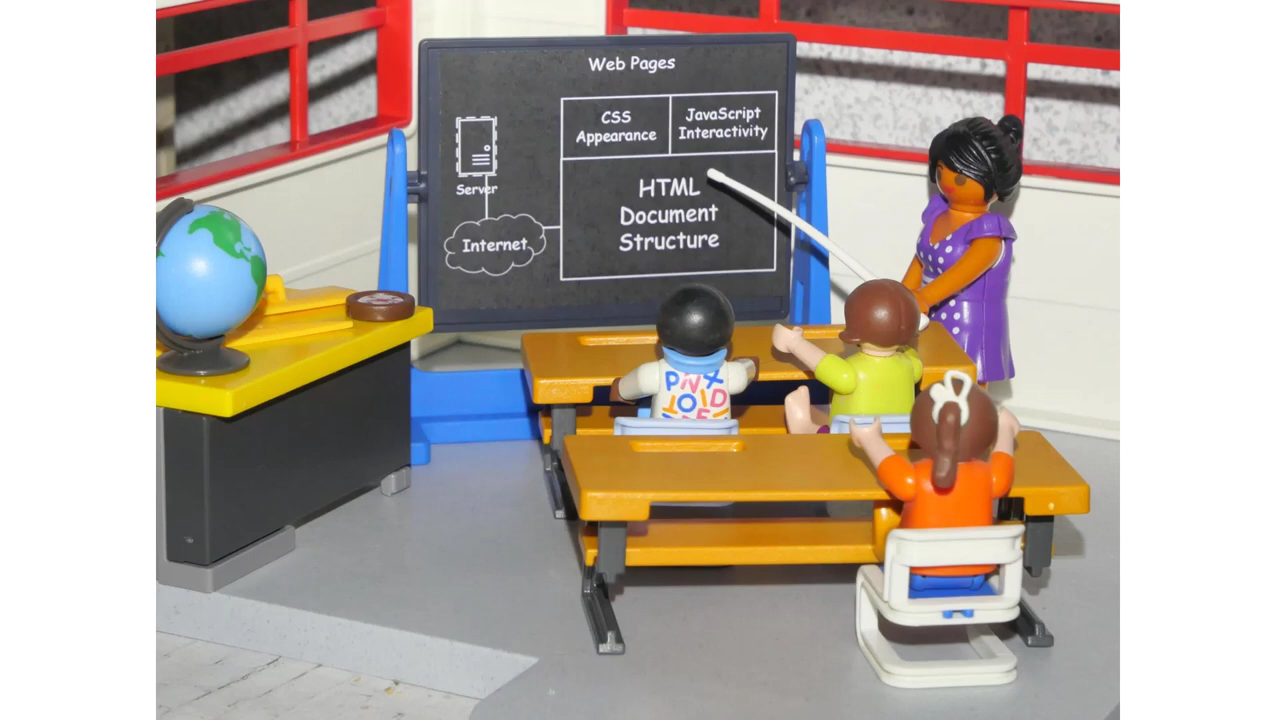 Web Pages
CSS
Appearance
JavaScript
Interactivity
Server
HTML
Document
Structure
Internet